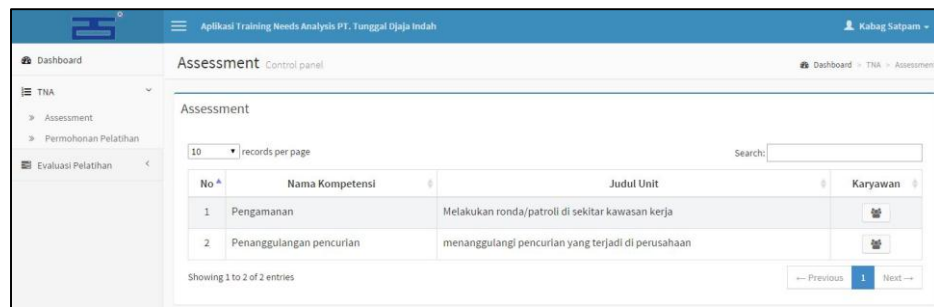 Aplikasi Training Needs Analysis PT. Tunggal Djaja Indah
Kabag Satpam
Dashboard
TNA
Assessment
Permohonan Pelatihan
Evaluasi Pelatihan
Assessment Control panel
Dashboard > TNA > Assessment
Assessment
10 records per page
Search:
No Nama Kompetensi Judul Unit Karyawan
1 Pengamanan Melakukan ronda/patroli di sekitar kawasan kerja
2 Penanggulangan pencurian menanggulangi pencurian yang terjadi di perusahaan
Showing 1 to 2 of 2 entries
← Previous 1 Next →